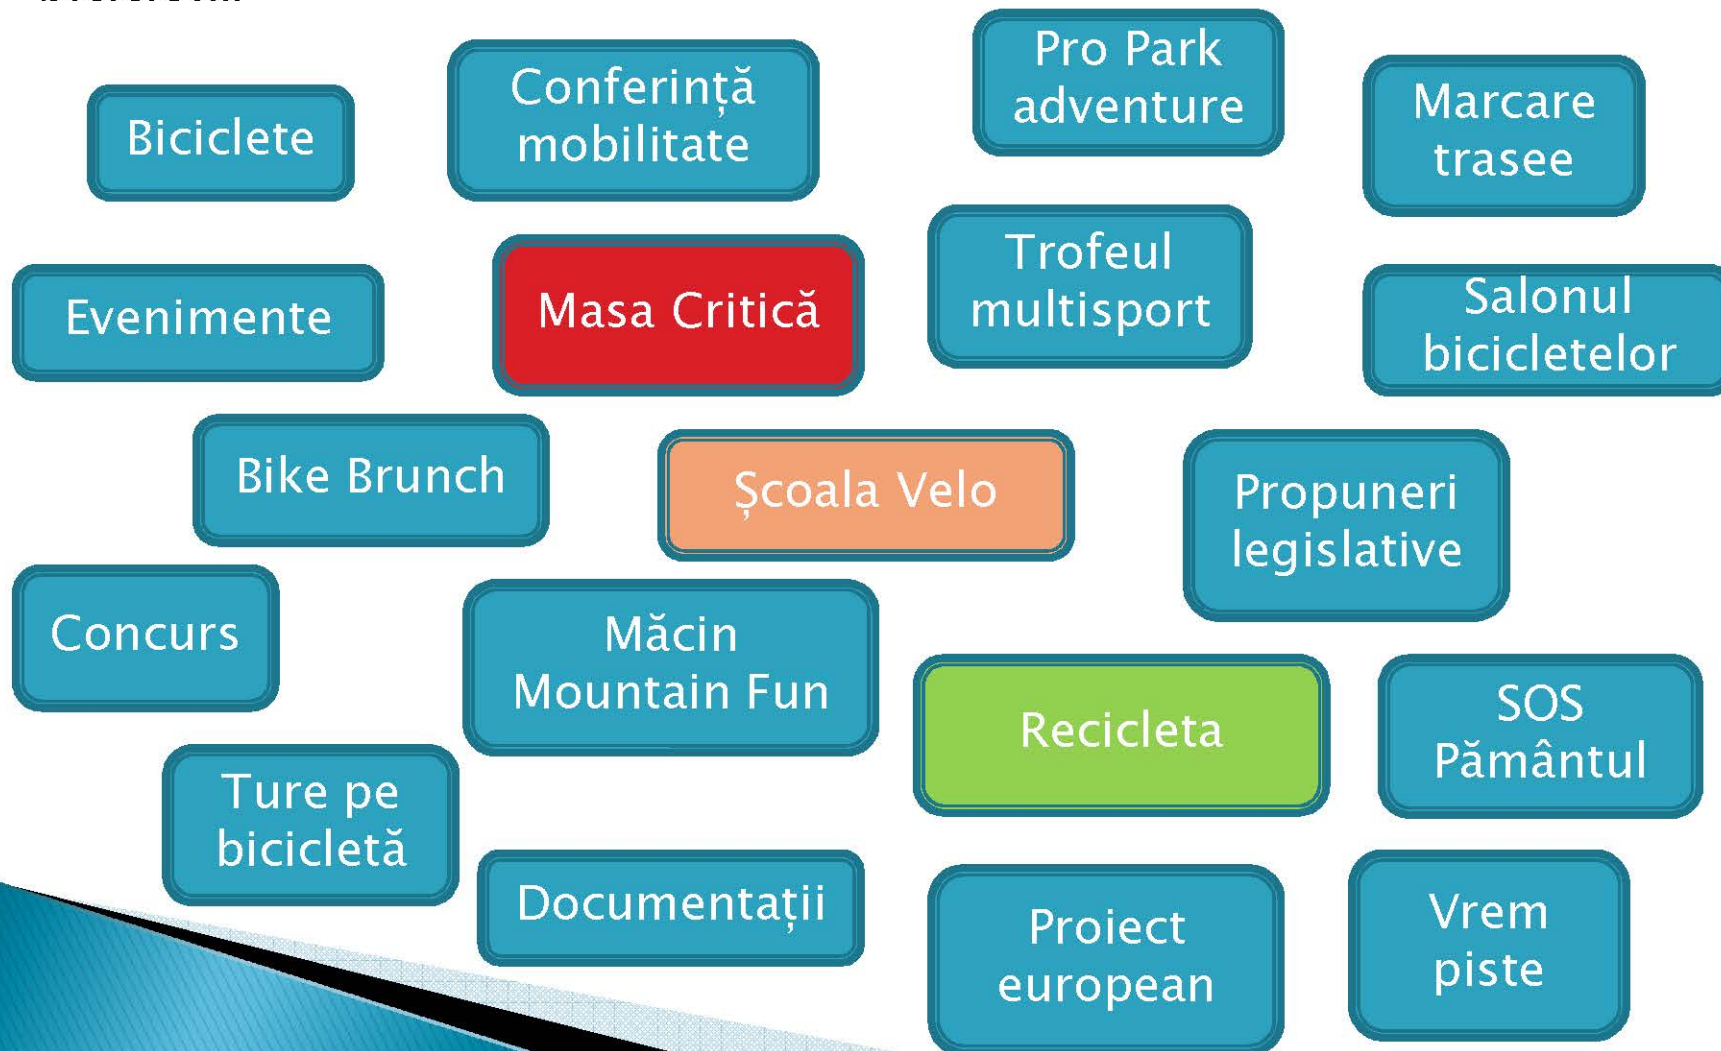 Biciclete
Conferință
mobilitate
Pro Park
adventure
Marcare
trasee
Evenimente
Masa Critică
Trofeul
multisport
Salonul
bicicletelor
Bike Brunch
Școala Velo
Propuneri
legislative
Concurs
Măcin
Mountain Fun
Recicleta
SOS
Pământul
Ture pe
bicicletă
Documentații
Proiect
european
Vrem
piste